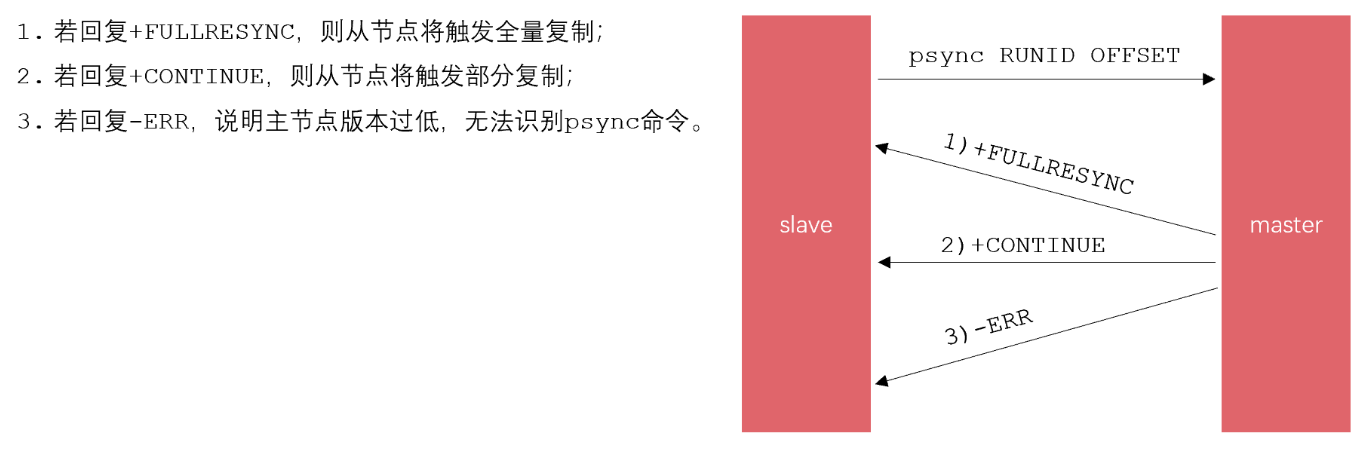 1. 若回复+FULLRESYNC，则从节点将触发全量复制；
2. 若回复+CONTINUE，则从节点将触发部分复制；
3. 若回复-ERR，说明主节点版本过低，无法识别psync命令。
psync RUNID OFFSET
1)+FULLRESYNC
slave
master
2)+CONTINUE
3)-ERR